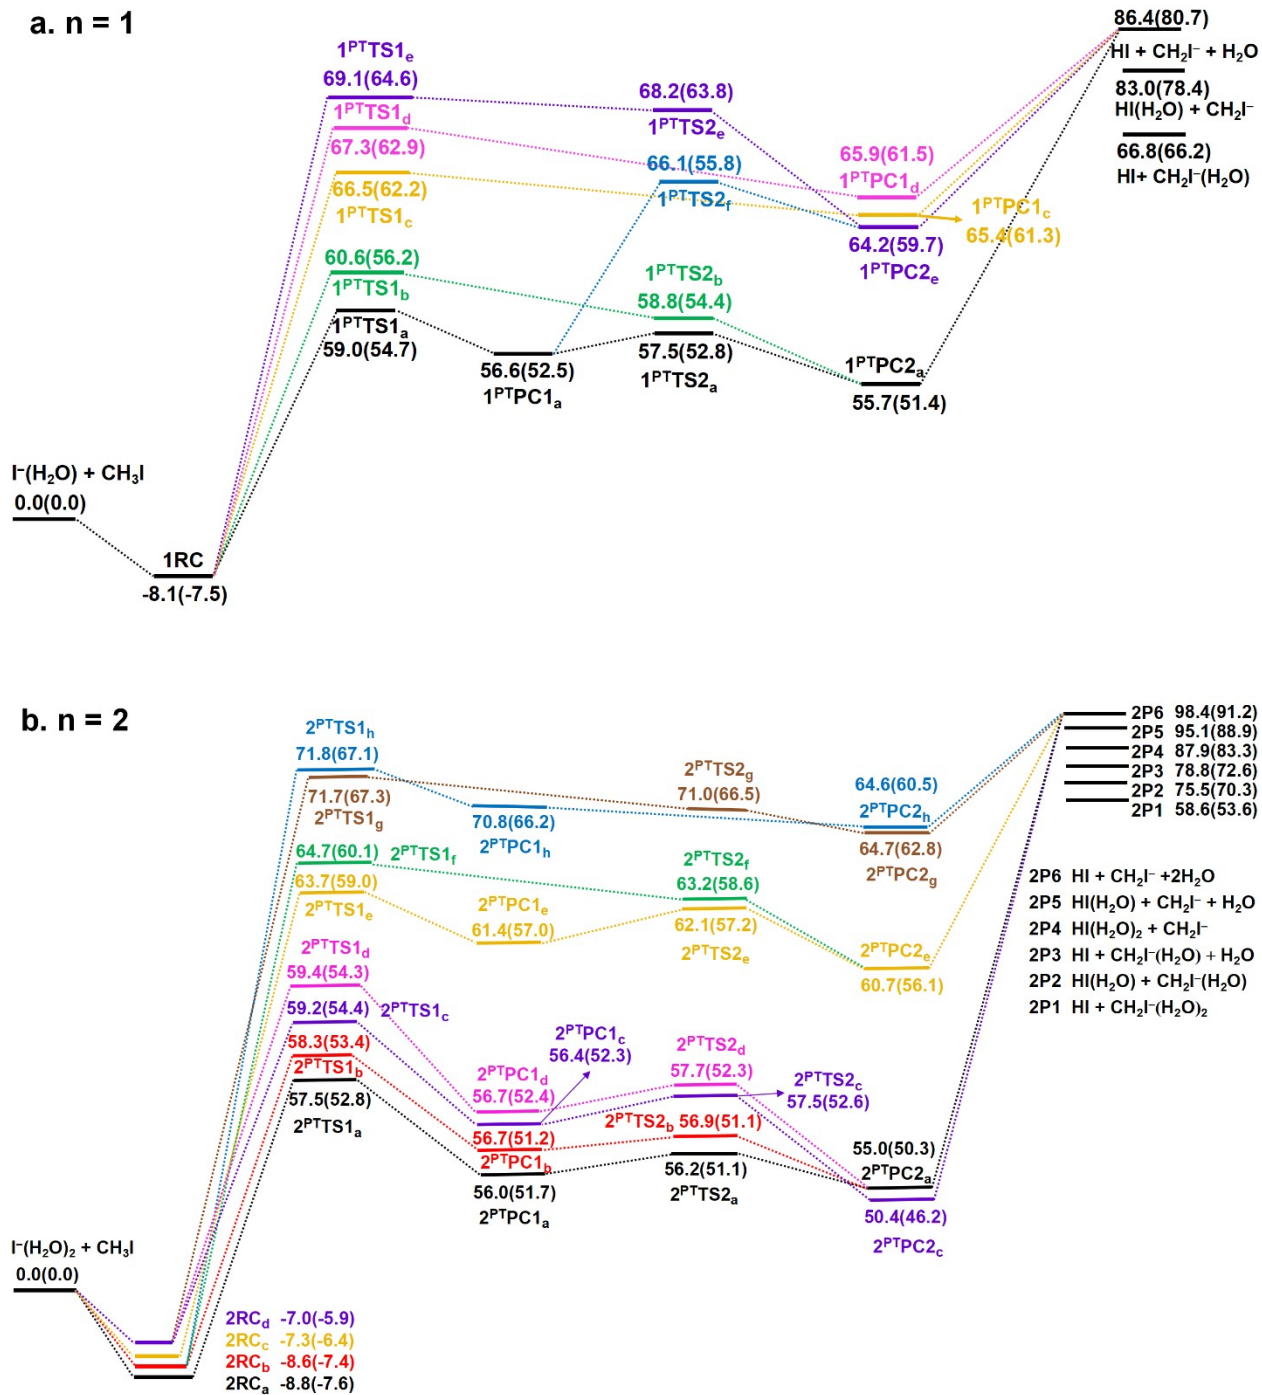 a. n = 1
1ᴾᵀTS1ₑ
69.1(64.6)
1ᴾᵀTS1d
67.3(62.9)
66.5(62.2)
1ᴾᵀTS1c
60.6(56.2)
1ᴾᵀTS1b
1ᴾᵀTS1ₐ
59.0(54.7)
56.6(52.5)
1ᴾᵀPC1ₐ
68.2(63.8)
1ᴾᵀTS2ₑ
66.1(55.8)
1ᴾᵀTS2f
1ᴾᵀTS2b
58.8(54.4)
57.5(52.8)
1ᴾᵀTS2ₐ
65.9(61.5)
1ᴾᵀPC1d
1ᴾᵀPC1c
65.4(61.3)
64.2(59.7)
1ᴾᵀPC2ₑ
1ᴾᵀPC2ₐ
55.7(51.4)
86.4(80.7)
HI + CH₂I⁻ + H₂O
83.0(78.4)
HI(H₂O) + CH₂I⁻
66.8(66.2)
HI+ CH₂I⁻(H₂O)
I⁻(H₂O) + CH₃I
0.0(0.0)
1RC
-8.1(-7.5)
b. n = 2
2ᴾᵀTS1h
71.8(67.1)
71.7(67.3)
2ᴾᵀTS1g
64.7(60.1)
2ᴾᵀTS1f
63.7(59.0)
2ᴾᵀTS1ₑ
2ᴾᵀTS1d
59.4(54.3)
59.2(54.4)
2ᴾᵀTS1c
58.3(53.4)
2ᴾᵀTS1b
57.5(52.8)
2ᴾᵀTS1ₐ
70.8(66.2)
2ᴾᵀPC1h
2ᴾᵀPC1ₑ
61.4(57.0)
2ᴾᵀPC1c
56.4(52.3)
2ᴾᵀPC1d
56.7(52.4)
56.7(51.2)
2ᴾᵀPC1b
56.0(51.7)
2ᴾᵀPC1ₐ
2ᴾᵀTS2g
71.0(66.5)
2ᴾᵀTS2f
63.2(58.6)
62.1(57.2)
2ᴾᵀTS2ₑ
2ᴾᵀTS2d
57.7(52.3)
2ᴾᵀTS2c
57.5(52.6)
2ᴾᵀTS2b 56.9(51.1)
56.2(51.1)
2ᴾᵀTS2ₐ
64.6(60.5)
2ᴾᵀPC2h
64.7(62.8)
2ᴾᵀPC2g
2ᴾᵀPC2ₑ
60.7(56.1)
55.0(50.3)
2ᴾᵀPC2ₐ
50.4(46.2)
2ᴾᵀPC2c
2P6 98.4(91.2)
2P5 95.1(88.9)
2P4 87.9(83.3)
2P3 78.8(72.6)
2P2 75.5(70.3)
2P1 58.6(53.6)
2P6 HI + CH₂I⁻ +2H₂O
2P5 HI(H₂O) + CH₂I⁻ + H₂O
2P4 HI(H₂O)₂ + CH₂I⁻
2P3 HI + CH₂I⁻(H₂O) + H₂O
2P2 HI(H₂O) + CH₂I⁻(H₂O)
2P1 HI + CH₂I⁻(H₂O)₂
I⁻(H₂O)₂ + CH₃I
0.0(0.0)
2RCd -7.0(-5.9)
2RCc -7.3(-6.4)
2RCb -8.6(-7.4)
2RCₐ -8.8(-7.6)